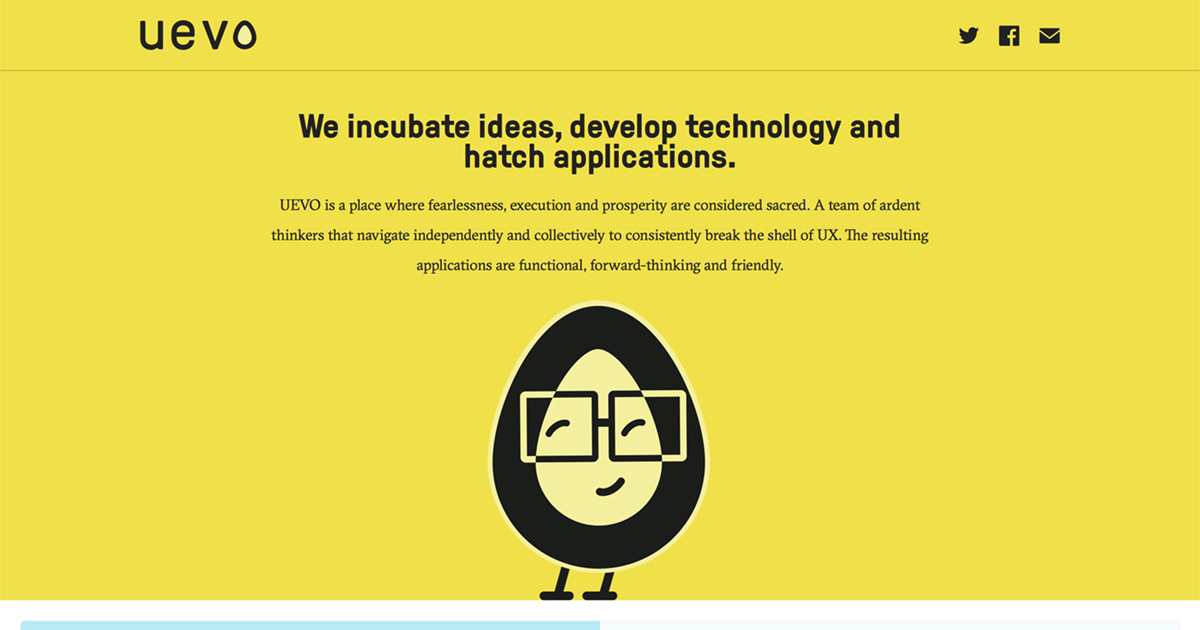 uevo
We incubate ideas, develop technology and
hatch applications.
UEVO is a place where fearlessness, execution and prosperity are considered sacred. A team of ardent
thinkers that navigate independently and collectively to consistently break the shell of UX. The resulting
applications are functional, forward-thinking and friendly.